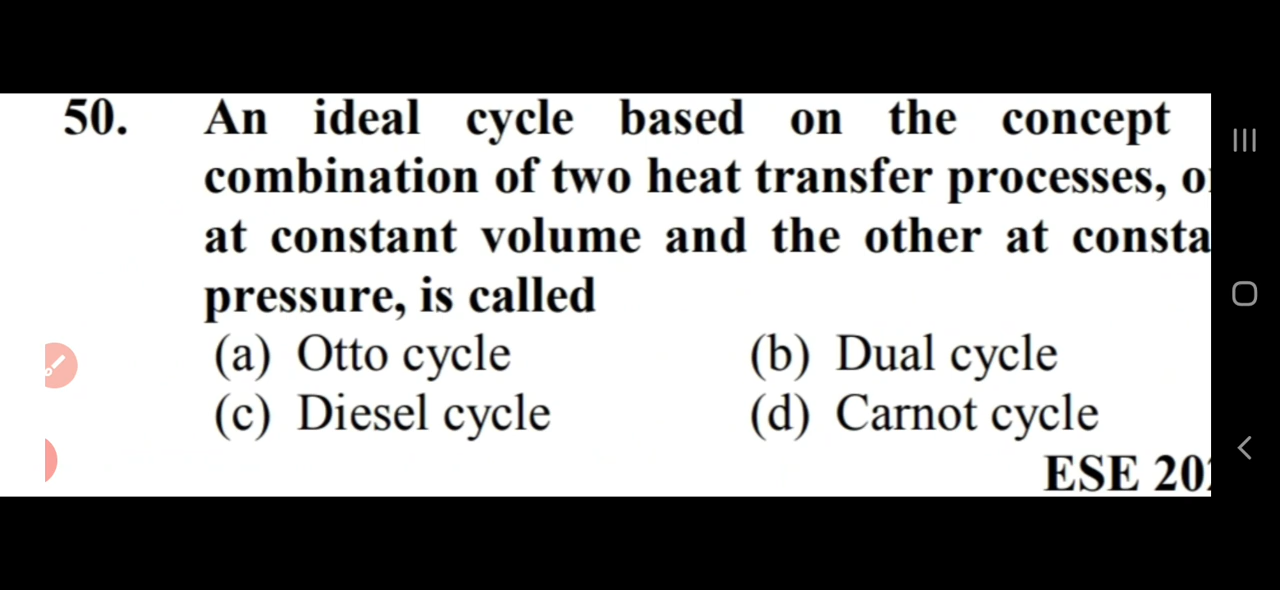 50. An ideal cycle based on the concept
combination of two heat transfer processes,
at constant volume and the other at
pressure, is called
(a) Otto cycle (b) Dual cycle
(c) Diesel cycle (d) Carnot cycle
ESE